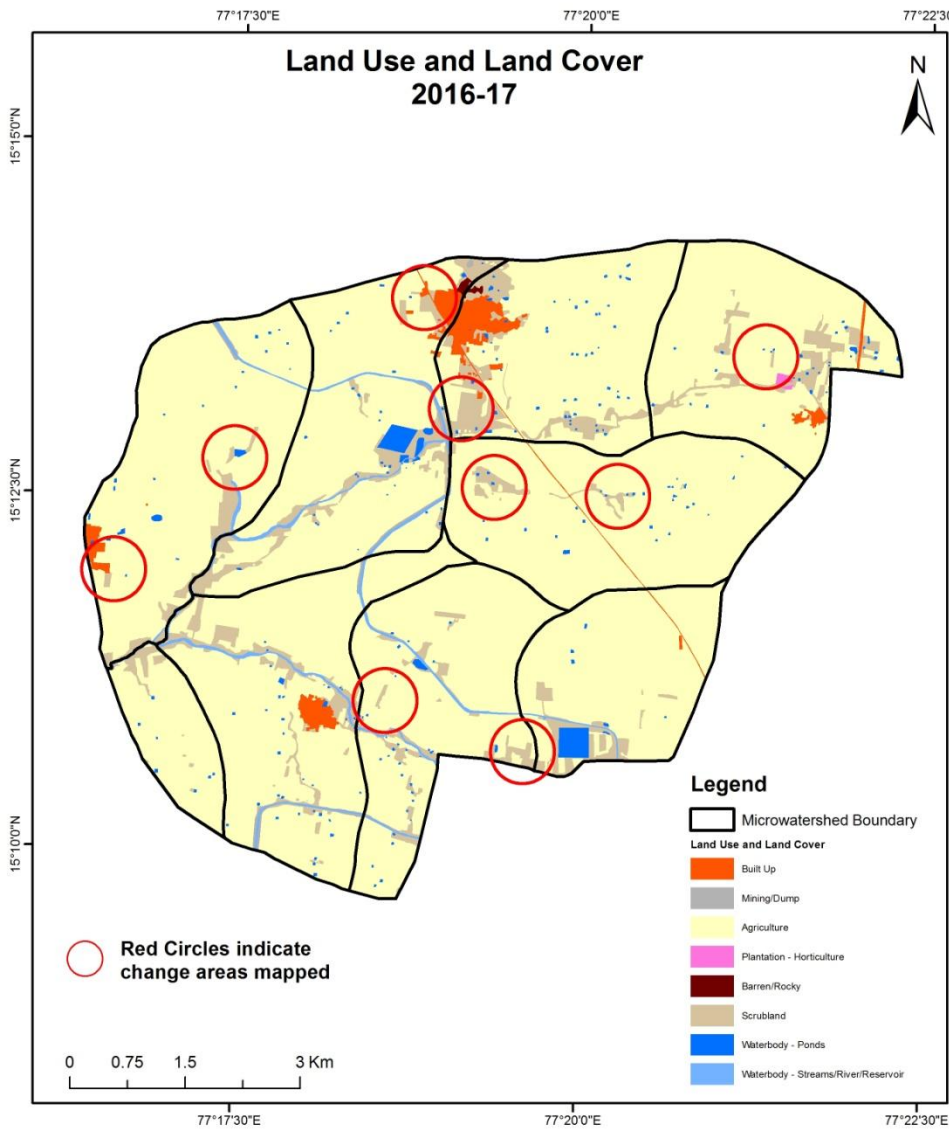 77°17'30"E
77°20'0"E
77°22'30
Land Use and Land Cover
2016-17
N
15°15'0"N
15°12'30"N
15°10'0"N
Legend
Microwatershed Boundary
Land Use and Land Cover
Built Up
Mining/Dump
Agriculture
Plantation - Horticulture
Barren/Rocky
Scrubland
Waterbody - Ponds
Waterbody - Streams/River/Reservoir
Red Circles indicate
change areas mapped
0 0.75 1.5 3 Km
77°17'30"E
77°20'0"E
77°22'30"E